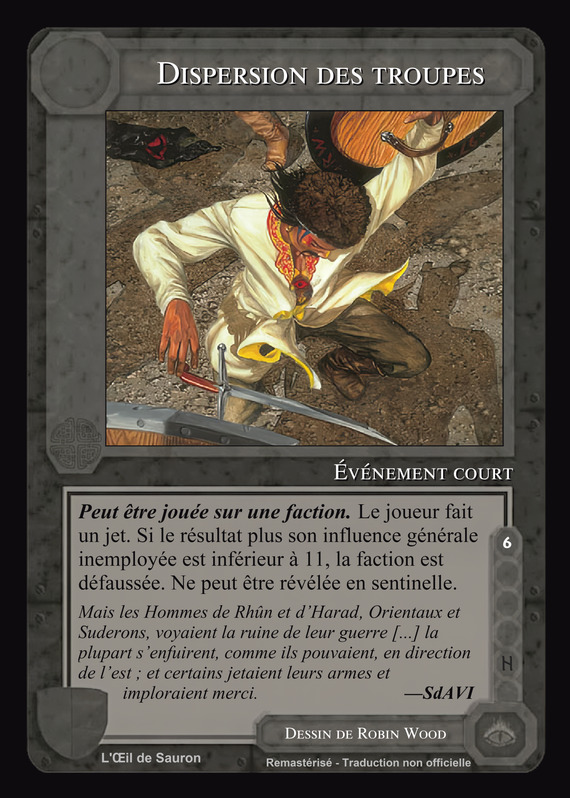 Dispersion des troupes
Événement court
Peut être jouée sur une faction. Le joueur fait
un jet. Si le résultat plus son influence générale
inemployée est inférieur à 11, la faction est
défaussée. Ne peut être révélée en sentinelle.
6
Mais les Hommes de Rhûn et d’Harad, Orientaux et
Suderons, voyaient la ruine de leur guerre [...] la
plupart s’enfuirent, comme ils pouvaient, en direction
de l’est ; et certains jetaient leurs armes et
imploraient merci. —SdAVI
Dessin de Robin Wood
L'Œil de Sauron
Remastérisé - Traduction non officielle